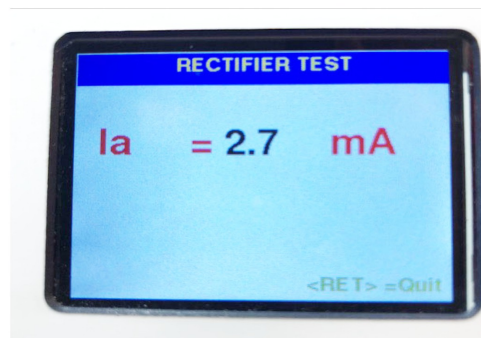 RECTIFIER TEST
Ia = 2.7 mA
<RET> =Quit